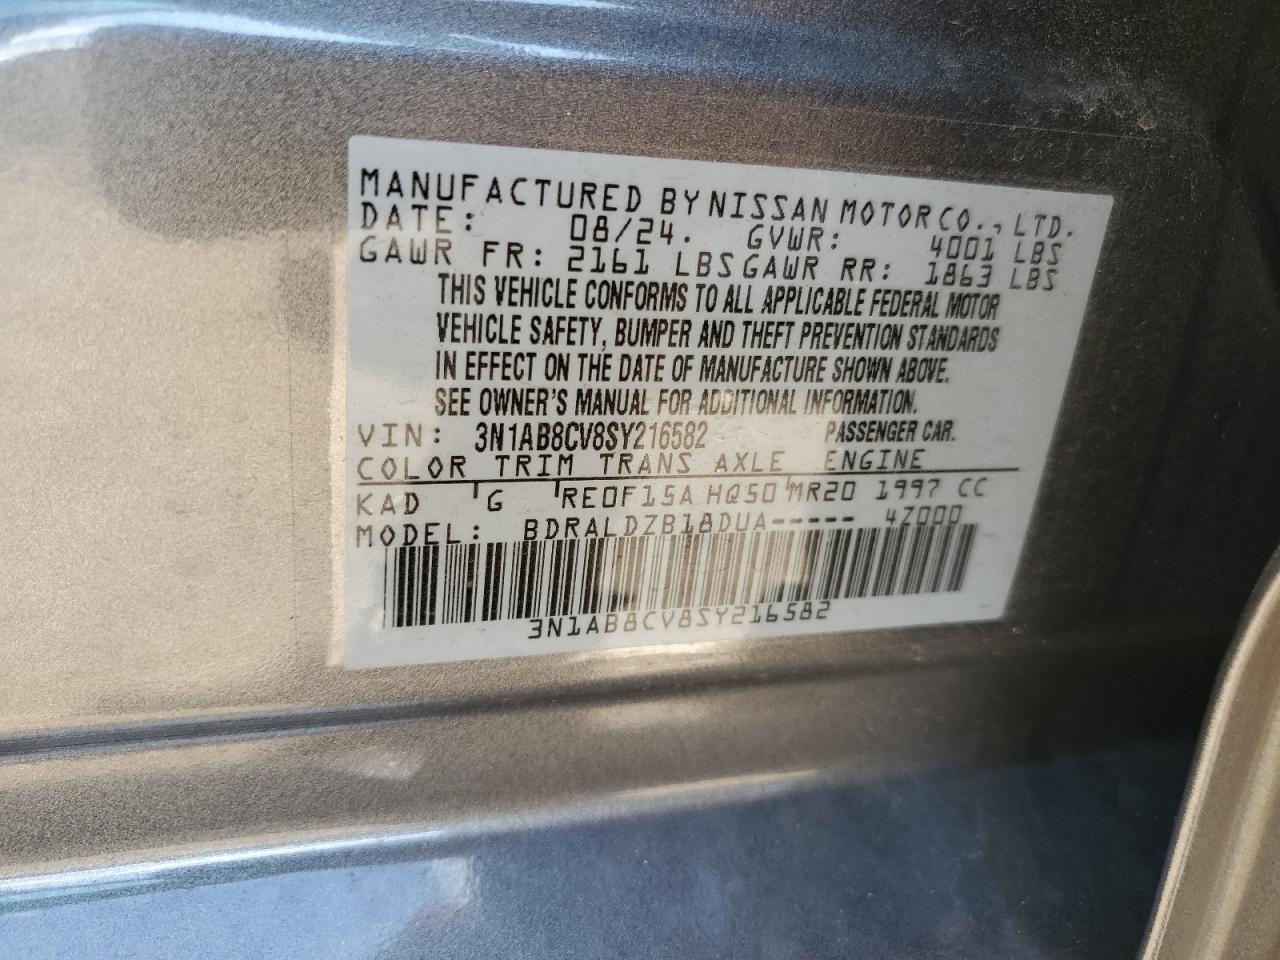 MANUFACTURED BY NISSAN MOTOR CO., LTD.
DATE: 08/24. GVWR: 4001 LBS
GAWR FR: 2161 LBS GAWR RR: 1863 LBS
THIS VEHICLE CONFORMS TO ALL APPLICABLE FEDERAL MOTOR
VEHICLE SAFETY, BUMPER AND THEFT PREVENTION STANDARDS
IN EFFECT ON THE DATE OF MANUFACTURE SHOWN ABOVE.
SEE OWNER'S MANUAL FOR ADDITIONAL INFORMATION.
VIN: 3N1AB8CV8SY216582 PASSENGER CAR.
COLOR TRIM TRANS AXLE ENGINE
KAD G RE0F15A HQ50 MR20 1997 CC
MODEL: BDRALDZB18DUA----- 4Z000
3N1AB8CV8SY216582